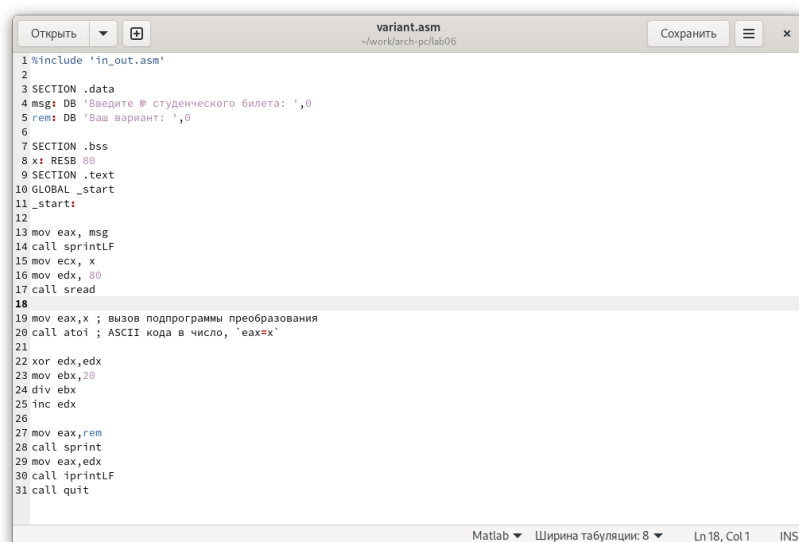 Открыть
variant.asm
~/work/arch-pc/lab06
Сохранить
1 %include 'in_out.asm'
2
3 SECTION .data
4 msg: DB 'Введите № студенческого билета: ',0
5 rem: DB 'Ваш вариант: ',0
6
7 SECTION .bss
8 x: RESB 80
9 SECTION .text
10 GLOBAL _start
11 _start:
12
13 mov eax, msg
14 call sprintLF
15 mov ecx, x
16 mov edx, 80
17 call sread
18
19 mov eax,x ; вызов подпрограммы преобразования
20 call atoi ; ASCII кода в число, `eax=x`
21
22 xor edx,edx
23 mov ebx,20
24 div ebx
25 inc edx
26
27 mov eax,rem
28 call sprint
29 mov eax,edx
30 call iprintLF
31 call quit
Matlab Ширина табуляции: 8 Ln 18, Col 1 INS